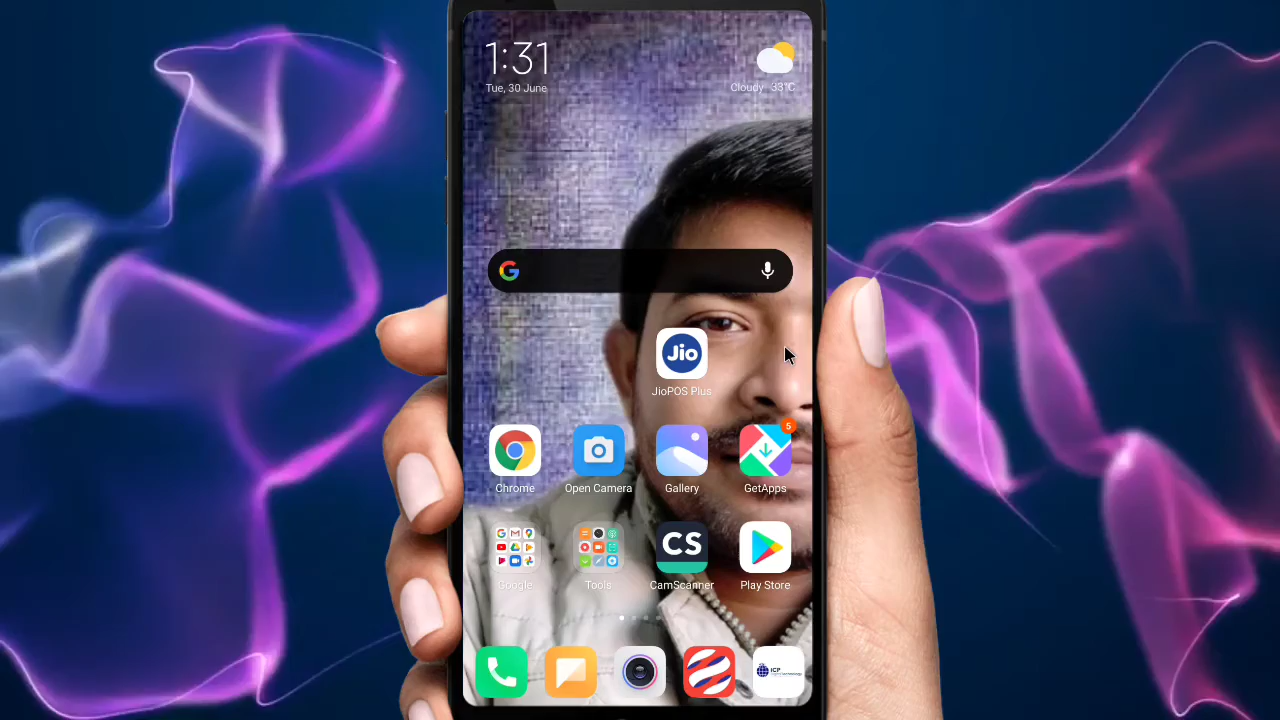 1:31
Tue, 30 June
Cloudy 33°C
Jio
JioPOS Plus
5
Chrome
Open Camera
Gallery
GetApps
CS
Google
Tools
CamScanner
Play Store
ICP